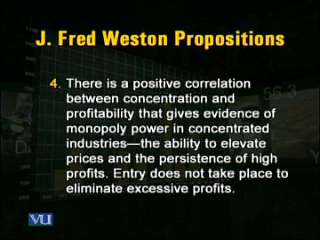 J. Fred Weston Propositions
4. There is a positive correlation
between concentration and
profitability that gives evidence of
monopoly power in concentrated
industries—the ability to elevate
prices and the persistence of high
profits. Entry does not take place to
eliminate excessive profits.
56.3
VU